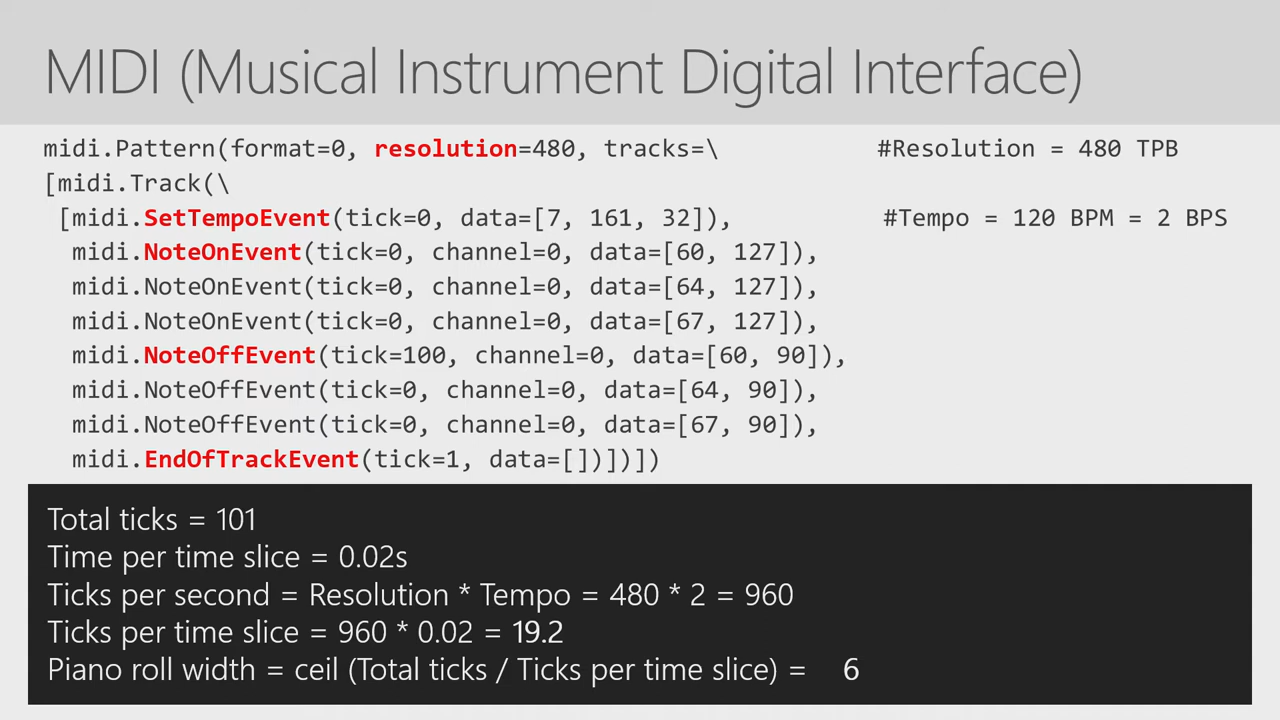 MIDI (Musical Instrument Digital Interface)
midi.Pattern(format=0, resolution=480, tracks=\ #Resolution = 480 TPB
[midi.Track(\
[midi.SetTempoEvent(tick=0, data=[7, 161, 32]), #Tempo = 120 BPM = 2 BPS
midi.NoteOnEvent(tick=0, channel=0, data=[60, 127]),
midi.NoteOnEvent(tick=0, channel=0, data=[64, 127]),
midi.NoteOnEvent(tick=0, channel=0, data=[67, 127]),
midi.NoteOffEvent(tick=100, channel=0, data=[60, 90]),
midi.NoteOffEvent(tick=0, channel=0, data=[64, 90]),
midi.NoteOffEvent(tick=0, channel=0, data=[67, 90]),
midi.EndOfTrackEvent(tick=1, data=[])])])
Total ticks = 101
Time per time slice = 0.02s
Ticks per second = Resolution * Tempo = 480 * 2 = 960
Ticks per time slice = 960 * 0.02 = 19.2
Piano roll width = ceil (Total ticks / Ticks per time slice) = 6